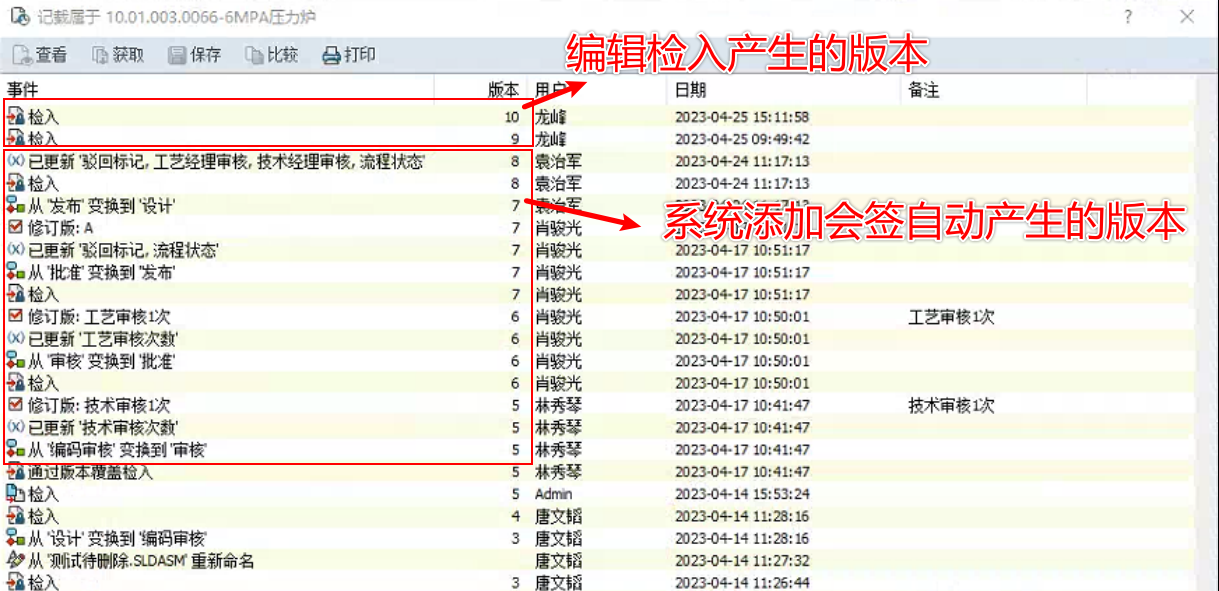 记载属于 10.01.003.0066-6MPA压力炉 ?
查看 获取 保存 比较 打印
编辑检入产生的版本
事件 版本 用户 日期 备注
检入 10 龙峰 2023-04-25 15:11:58
检入 9 龙峰 2023-04-25 09:49:42
(X) 已更新 '驳回标记, 工艺经理审核, 技术经理审核, 流程状态' 8 袁治军 2023-04-24 11:17:13
检入 8 袁治军 2023-04-24 11:17:13
从 '发布' 变换到 '设计' 7 袁治军
系统添加会签自动产生的版本
修订版: A 7 肖骏光
(X) 已更新 '驳回标记, 流程状态' 7 肖骏光 2023-04-17 10:51:17
从 '批准' 变换到 '发布' 7 肖骏光 2023-04-17 10:51:17
检入 7 肖骏光 2023-04-17 10:51:17
修订版: 工艺审核1次 6 肖骏光 2023-04-17 10:50:01 工艺审核1次
(X) 已更新 '工艺审核次数' 6 肖骏光 2023-04-17 10:50:01
从 '审核' 变换到 '批准' 6 肖骏光 2023-04-17 10:50:01
检入 6 肖骏光 2023-04-17 10:50:01
修订版: 技术审核1次 5 林秀琴 2023-04-17 10:41:47 技术审核1次
(X) 已更新 '技术审核次数' 5 林秀琴 2023-04-17 10:41:47
从 '编码审核' 变换到 '审核' 5 林秀琴 2023-04-17 10:41:47
通过版本覆盖检入 5 林秀琴 2023-04-17 10:41:47
检入 5 Admin 2023-04-14 15:53:24
检入 4 唐文韬 2023-04-14 11:28:16
从 '设计' 变换到 '编码审核' 3 唐文韬 2023-04-14 11:28:16
从 '测试待删除.SLDASM' 重新命名 唐文韬 2023-04-14 11:27:32
检入 3 唐文韬 2023-04-14 11:26:44